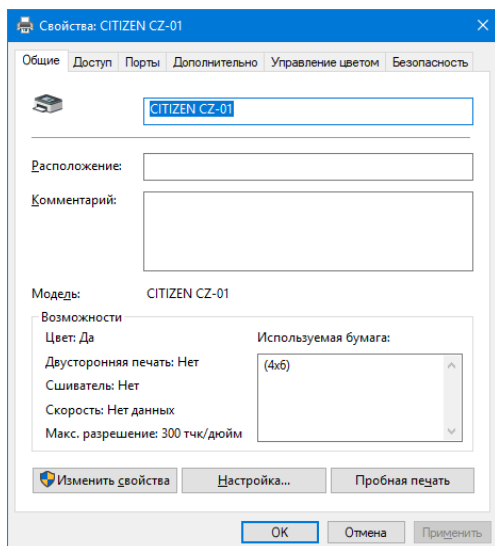 Свойства: CITIZEN CZ-01
Общие Доступ Порты Дополнительно Управление цветом Безопасность
CITIZEN CZ-01
Расположение:
Комментарий:
Модель: CITIZEN CZ-01
Возможности
Цвет: Да
Используемая бумага:
Двусторонняя печать: Нет
(4x6)
Сшиватель: Нет
Скорость: Нет данных
Макс. разрешение: 300 тчк/дюйм
Изменить свойства Настройка... Пробная печать
OK Отмена Применить